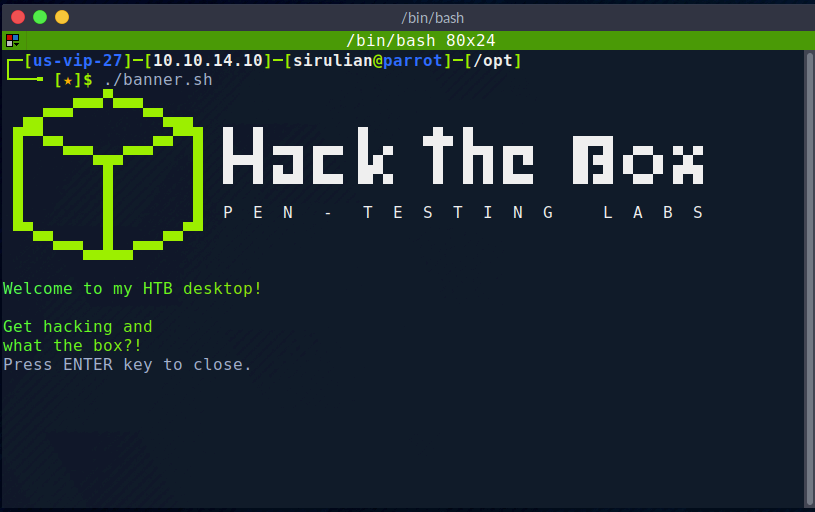 /bin/bash
/bin/bash 80x24
[us-vip-27]─[10.10.14.10]─[sirulian@parrot]─[/opt]
[★]$ ./banner.sh
Hack The Box
PEN - TESTING LABS
Welcome to my HTB desktop!
Get hacking and
what the box?!
Press ENTER key to close.